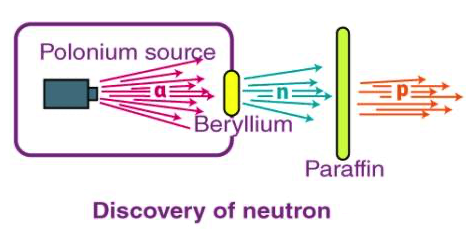 Polonium source
α
n
p
Beryllium
Paraffin
Discovery of neutron